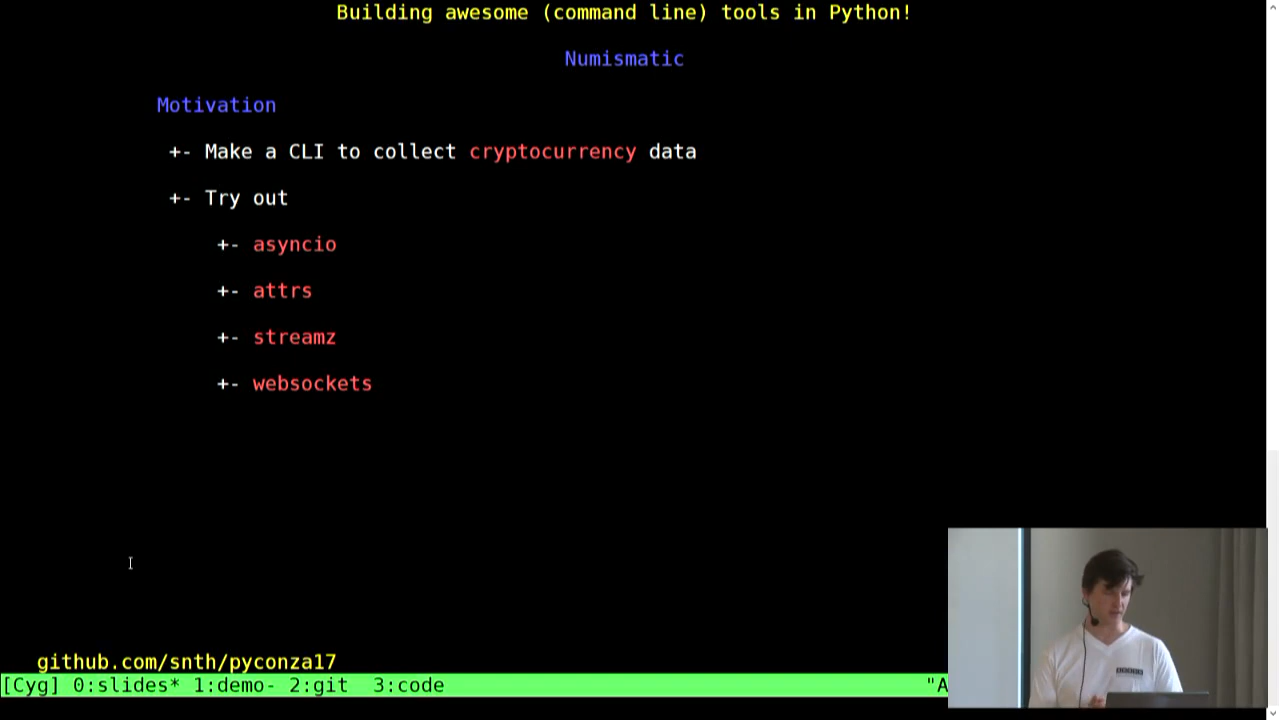 Building awesome (command line) tools in Python!
Numismatic
Motivation
+- Make a CLI to collect cryptocurrency data
+- Try out
+- asyncio
+- attrs
+- streamz
+- websockets
github.com/snth/pyconza17
[Cyg] 0:slides* 1:demo- 2:git 3:code "A